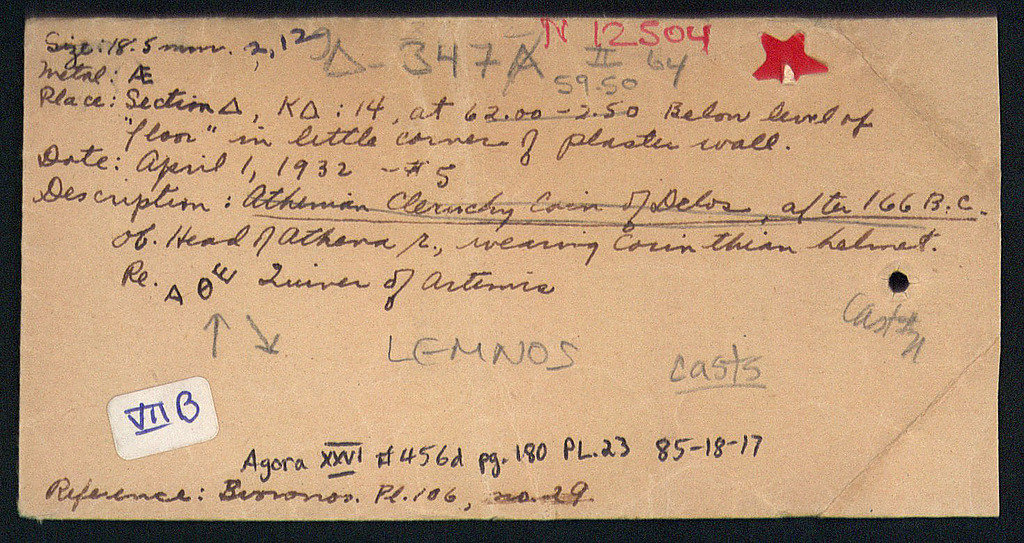 N 12504
Size: 18.5 mm. 2,12g Δ-347A II 64
Metal: Æ 59.50
Place: Section Δ, KΔ : 14, at 62.00-2.50 Below level of
"floor" in little corner of plaster wall.
Date: April 1, 1932 - #5
Description: Athenian Cleruchy Coin of Delos, after 166 B.C.
Ob. Head of Athena r., wearing Corinthian helmet.
Re. A Θ E Quiver of Artemis
↑ ↘
Cast
LEMNOS
casts
VII B
Agora XXVI #456d pg. 180 PL.23 85-18-17
Reference: Svoronos. Pl. 106, no. 29.